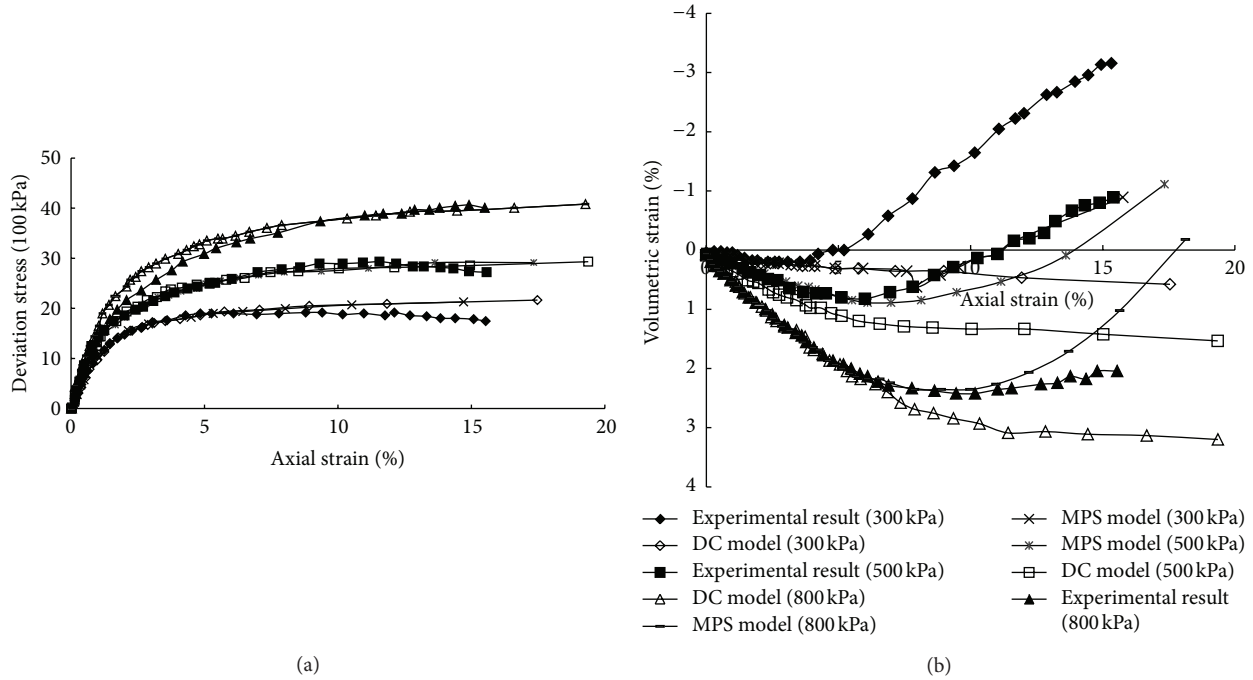 50
40
30
20
10
0
0
5
10
15
20
Deviation stress (100 kPa)
Axial strain (%)
(a)
−4
−3
−2
−1
0
1
2
3
4
0
5
10
15
20
Volumetric strain (%)
Axial strain (%)
Experimental result (300 kPa)
DC model (300 kPa)
Experimental result (500 kPa)
DC model (800 kPa)
MPS model (800 kPa)
MPS model (300 kPa)
MPS model (500 kPa)
DC model (500 kPa)
Experimental result
(800 kPa)
(b)